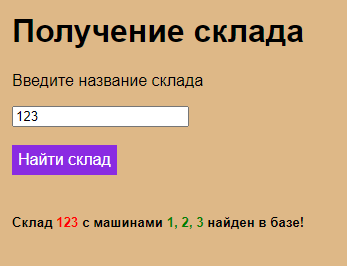 Получение склада
Введите название склада
123
Найти склад
Склад 123 с машинами 1, 2, 3 найден в базе!